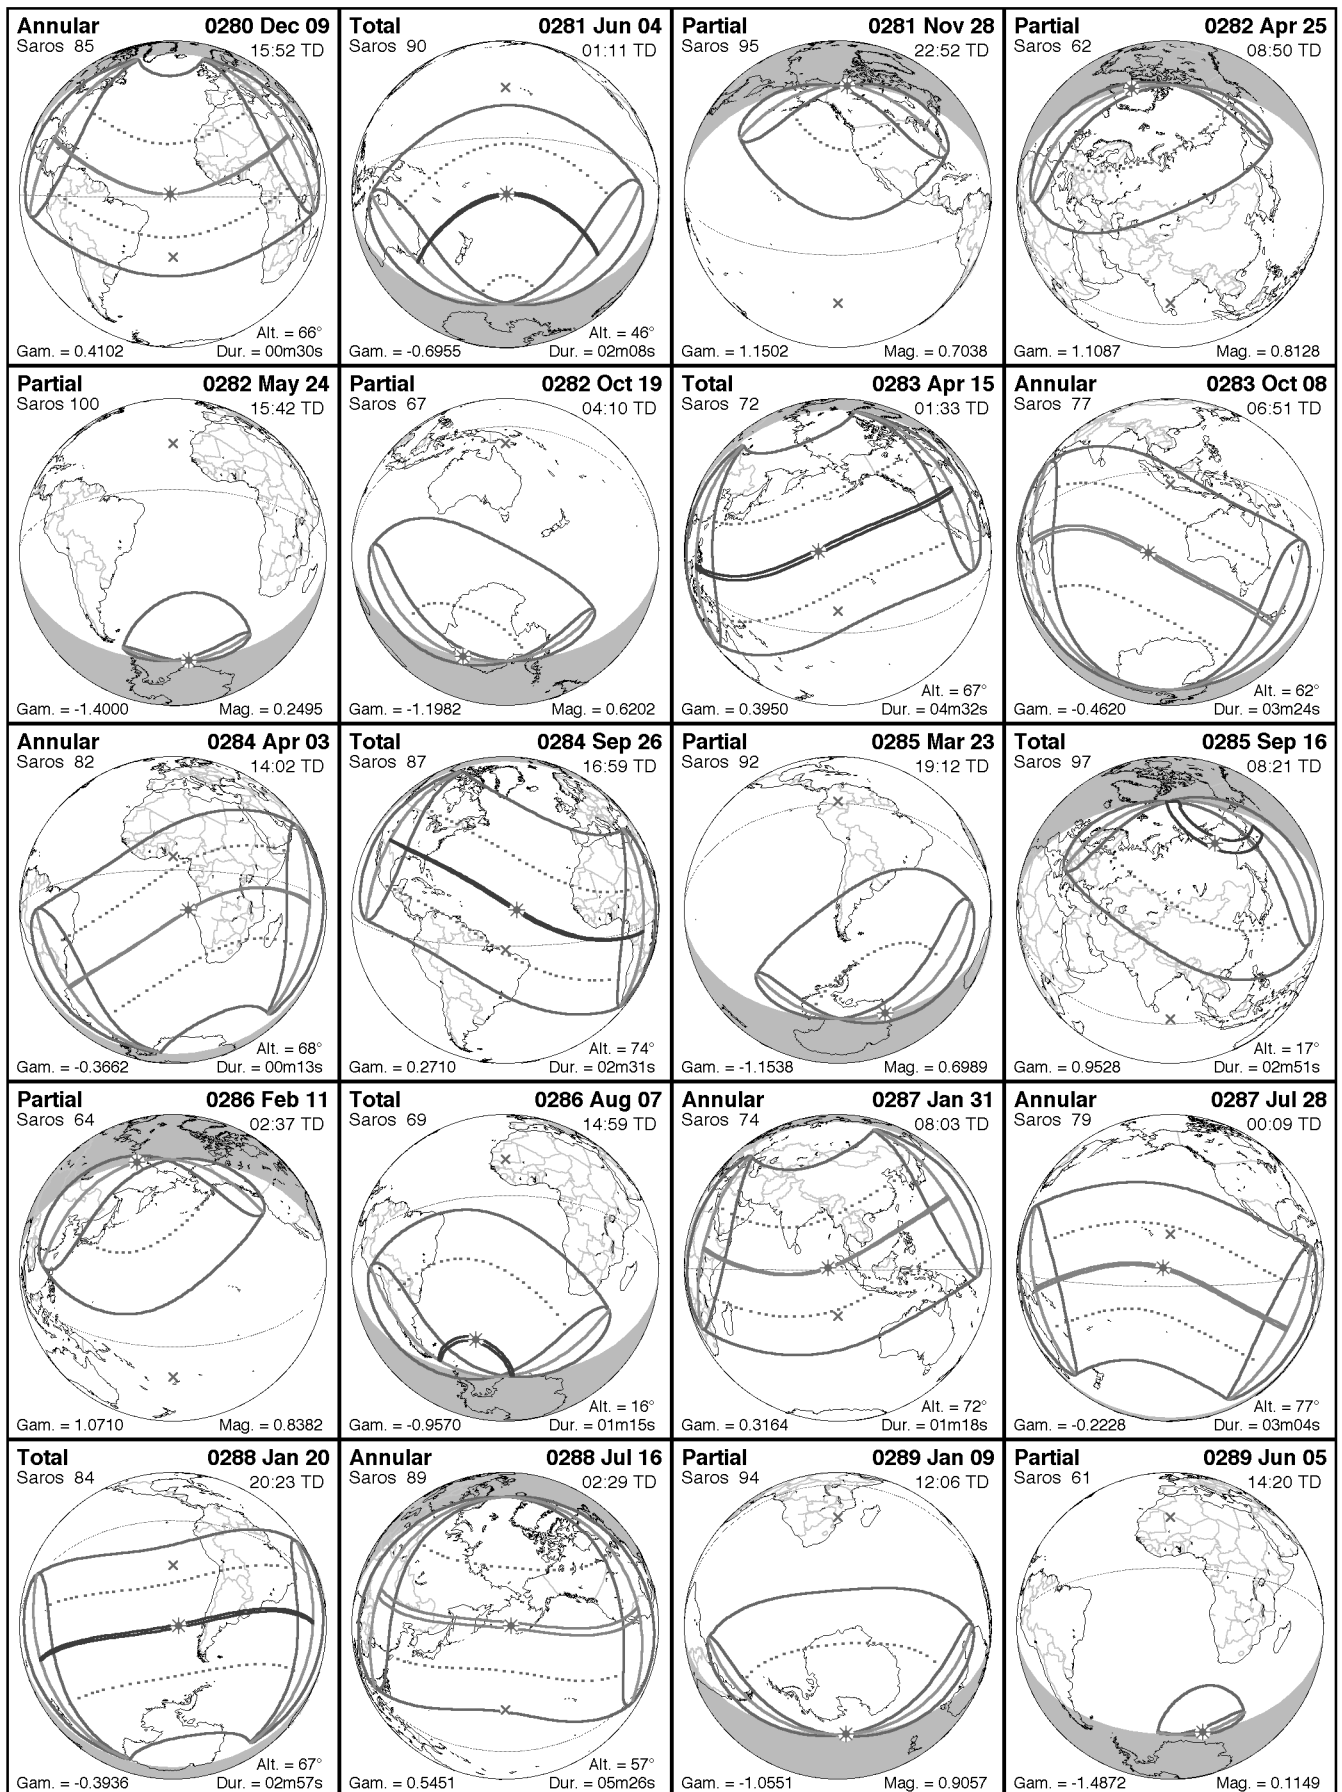 Annular 0280 Dec 09
Saros 85 15:52 TD
Alt. = 66°
Gam. = 0.4102 Dur. = 00m30s
Total 0281 Jun 04
Saros 90 01:11 TD
Alt. = 46°
Gam. = -0.6955 Dur. = 02m08s
Partial 0281 Nov 28
Saros 95 22:52 TD
Gam. = 1.1502 Mag. = 0.7038
Partial 0282 Apr 25
Saros 62 08:50 TD
Gam. = 1.1087 Mag. = 0.8128
Partial 0282 May 24
Saros 100 15:42 TD
Gam. = -1.4000 Mag. = 0.2495
Partial 0282 Oct 19
Saros 67 04:10 TD
Gam. = -1.1982 Mag. = 0.6202
Total 0283 Apr 15
Saros 72 01:33 TD
Alt. = 67°
Gam. = 0.3950 Dur. = 04m32s
Annular 0283 Oct 08
Saros 77 06:51 TD
Alt. = 62°
Gam. = -0.4620 Dur. = 03m24s
Annular 0284 Apr 03
Saros 82 14:02 TD
Alt. = 68°
Gam. = -0.3662 Dur. = 00m13s
Total 0284 Sep 26
Saros 87 16:59 TD
Alt. = 74°
Gam. = 0.2710 Dur. = 02m31s
Partial 0285 Mar 23
Saros 92 19:12 TD
Gam. = -1.1538 Mag. = 0.6989
Total 0285 Sep 16
Saros 97 08:21 TD
Alt. = 17°
Gam. = 0.9528 Dur. = 02m51s
Partial 0286 Feb 11
Saros 64 02:37 TD
Gam. = 1.0710 Mag. = 0.8382
Total 0286 Aug 07
Saros 69 14:59 TD
Alt. = 16°
Gam. = -0.9570 Dur. = 01m15s
Annular 0287 Jan 31
Saros 74 08:03 TD
Alt. = 72°
Gam. = 0.3164 Dur. = 01m18s
Annular 0287 Jul 28
Saros 79 00:09 TD
Alt. = 77°
Gam. = -0.2228 Dur. = 03m04s
Total 0288 Jan 20
Saros 84 20:23 TD
Alt. = 67°
Gam. = -0.3936 Dur. = 02m57s
Annular 0288 Jul 16
Saros 89 02:29 TD
Alt. = 57°
Gam. = 0.5451 Dur. = 05m26s
Partial 0289 Jan 09
Saros 94 12:06 TD
Gam. = -1.0551 Mag. = 0.9057
Partial 0289 Jun 05
Saros 61 14:20 TD
Gam. = -1.4872 Mag. = 0.1149